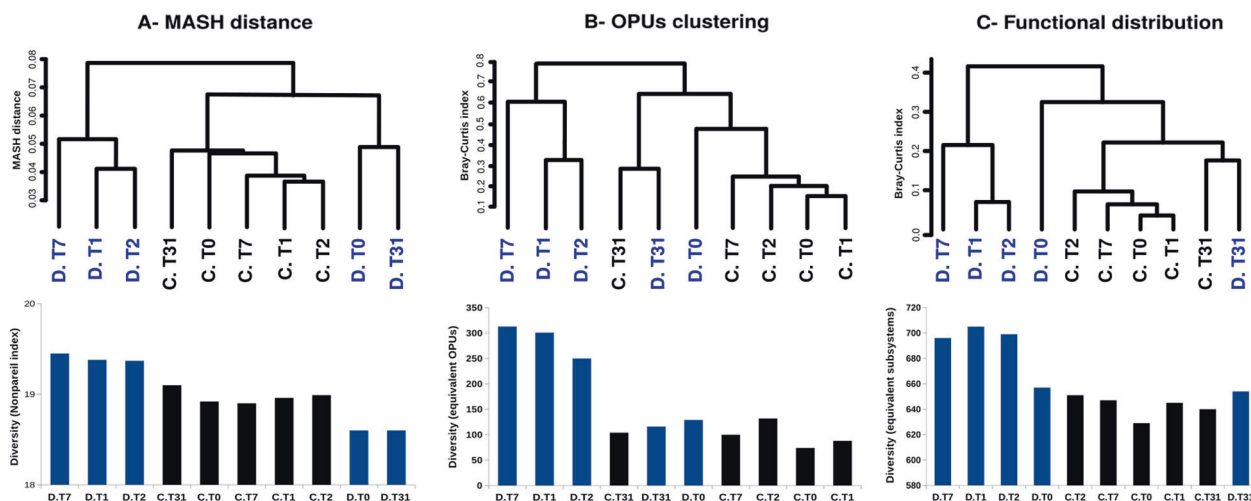 A- MASH distance
MASH distance
0.08
0.07
0.06
0.05
0.04
0.03
D. T7
D. T1
D. T2
C. T31
C. T0
C. T7
C. T1
C. T2
D. T0
D. T31
B- OPUs clustering
Bray-Curtis index
0.8
0.7
0.6
0.5
0.4
0.3
0.2
0.1
D. T7
D. T1
D. T2
C. T31
D. T31
D. T0
C. T7
C. T2
C. T0
C. T1
C- Functional distribution
Bray-Curtis index
0.4
0.3
0.2
0.1
0.0
D. T7
D. T1
D. T2
D. T0
C. T2
C. T7
C. T0
C. T1
C. T31
D. T31
Diversity (Nonpareil index)
20
19
18
D.T7 D.T1 D.T2 C.T31 C.T0 C.T7 C.T1 C.T2 D.T0 D.T31
Diversity (equivalent OPUs)
350
300
250
200
150
100
50
0
D.T7 D.T1 D.T2 C.T31 D.T31 D.T0 C.T7 C.T2 C.T0 C.T1
Diversity (equivalent subsystems)
720
700
680
660
640
620
600
580
D.T7 D.T1 D.T2 D.T0 C.T2 C.T7 C.T0 C.T1 C.T31 D.T31